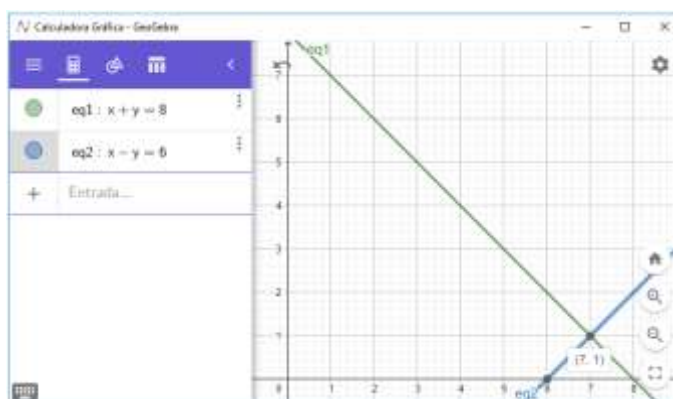 Calculadora Gráfica - GeoGebra
eq1 : x + y = 8
eq2 : x − y = 6
Entrada...
eq1
7
6
5
4
3
2
1
(7, 1)
eq2
0 1 2 3 4 5 6 7 8